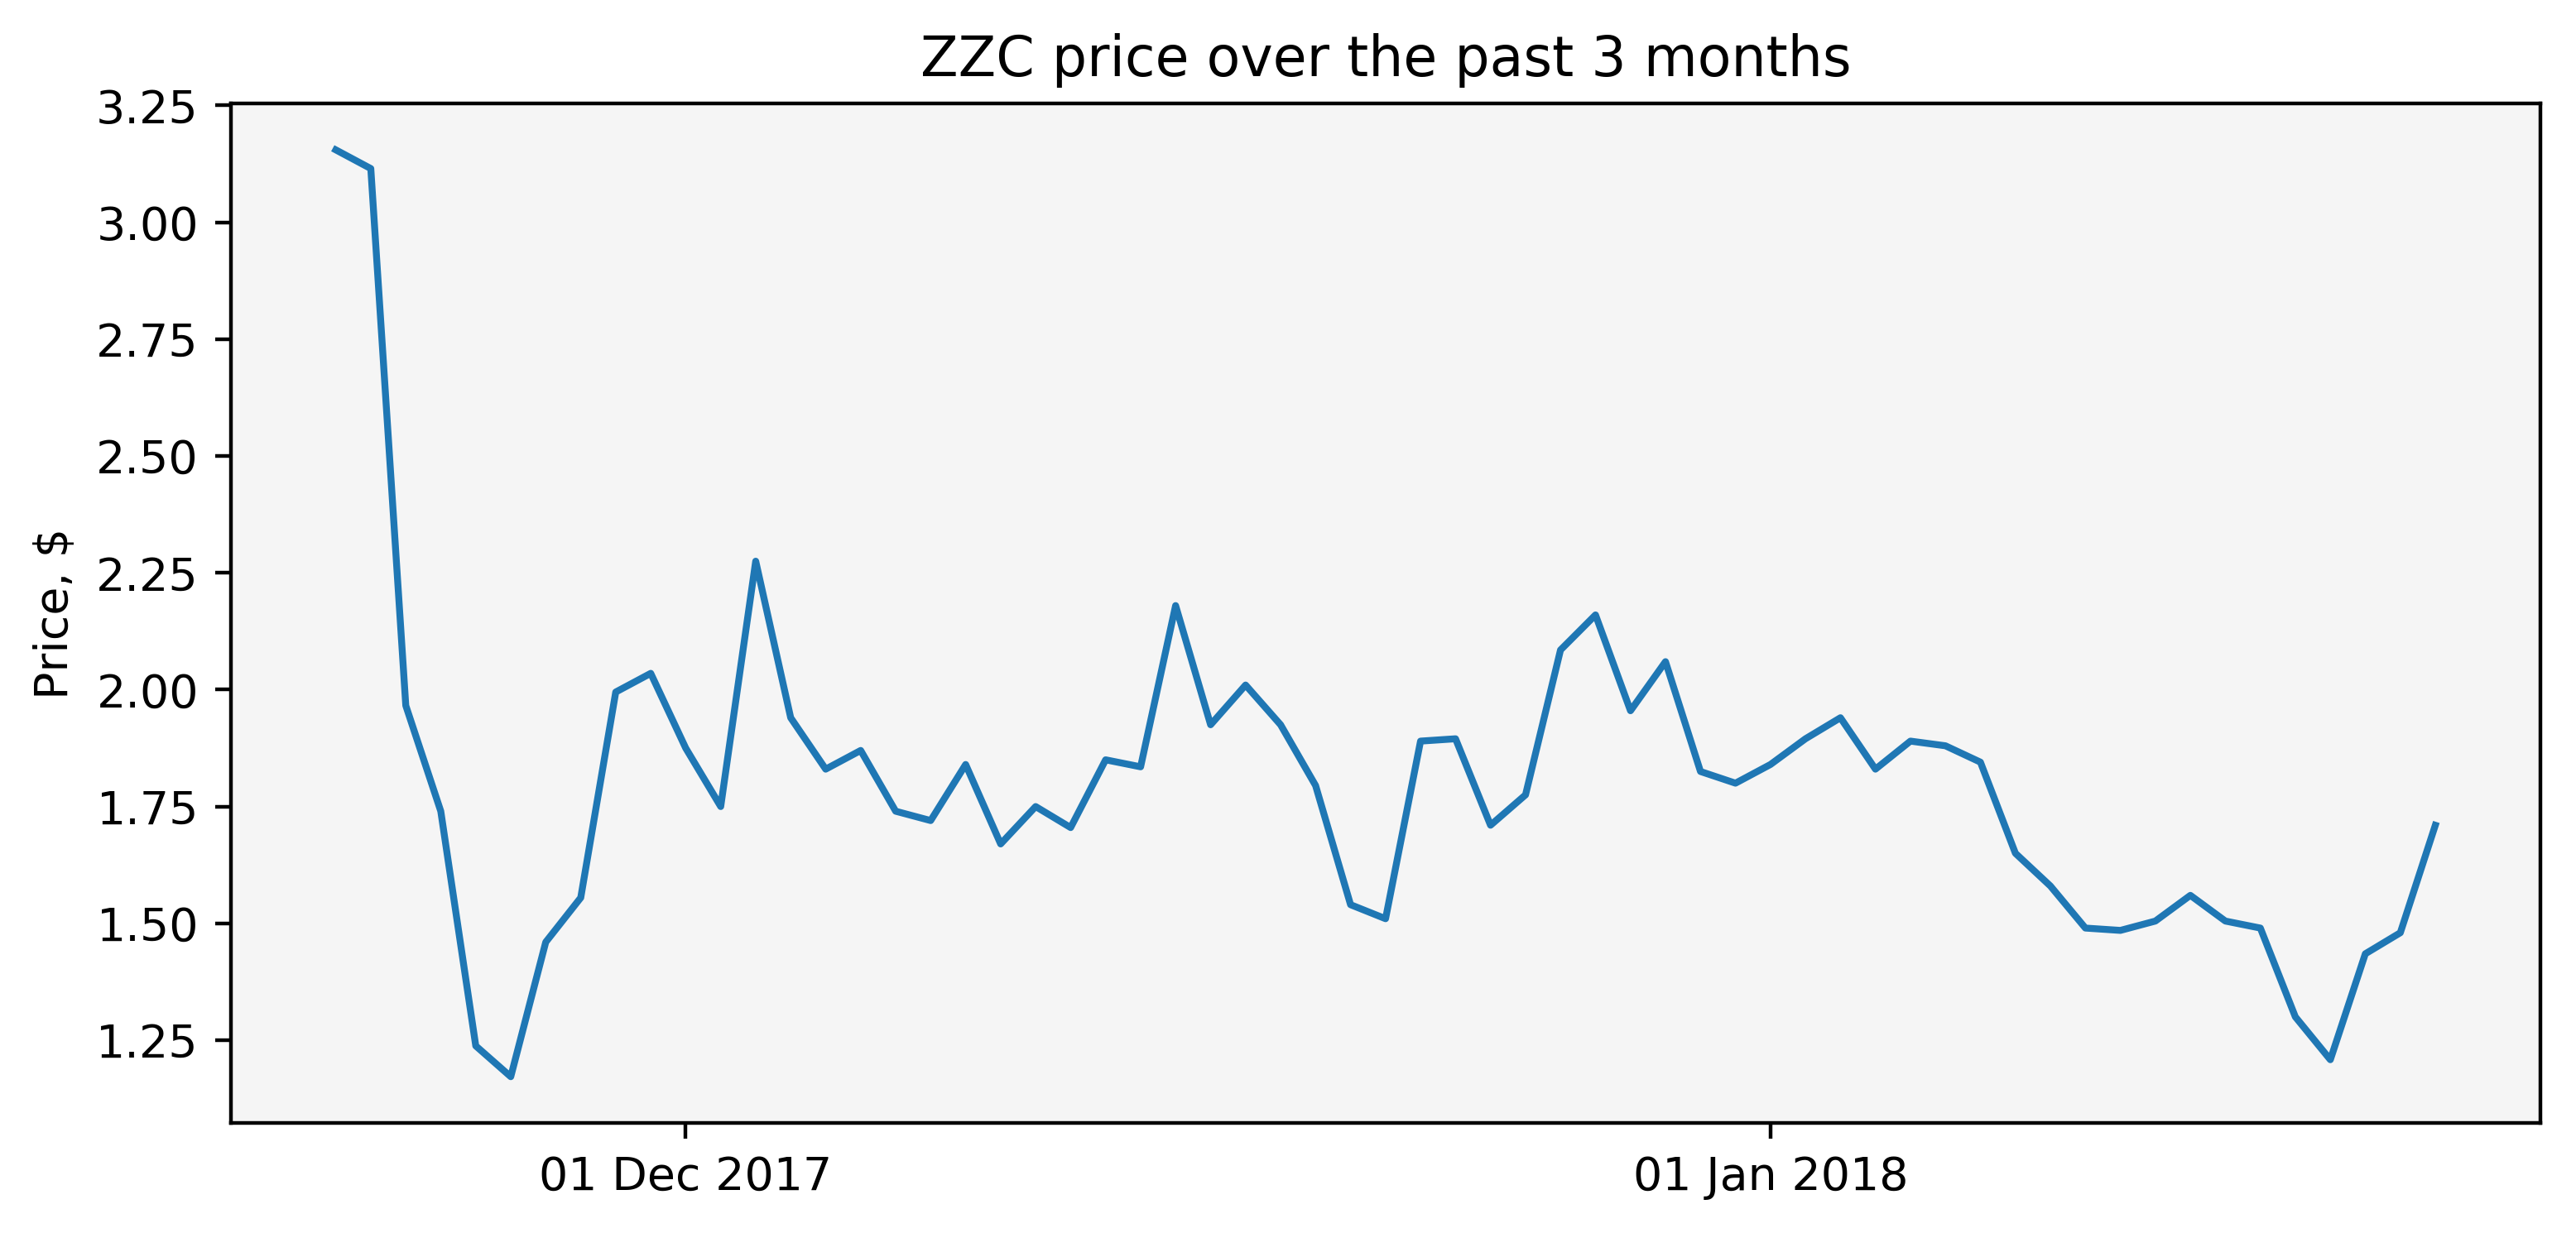 ZZC price over the past 3 months
3.25
3.00
2.75
2.50
2.25
2.00
1.75
1.50
1.25
Price, $
01 Dec 2017
01 Jan 2018